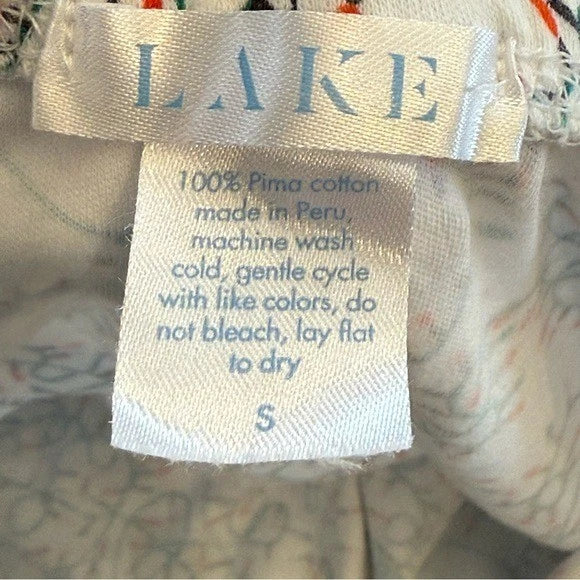 LAKE
100% Pima cotton
made in Peru,
machine wash
cold, gentle cycle
with like colors, do
not bleach, lay flat
to dry
S